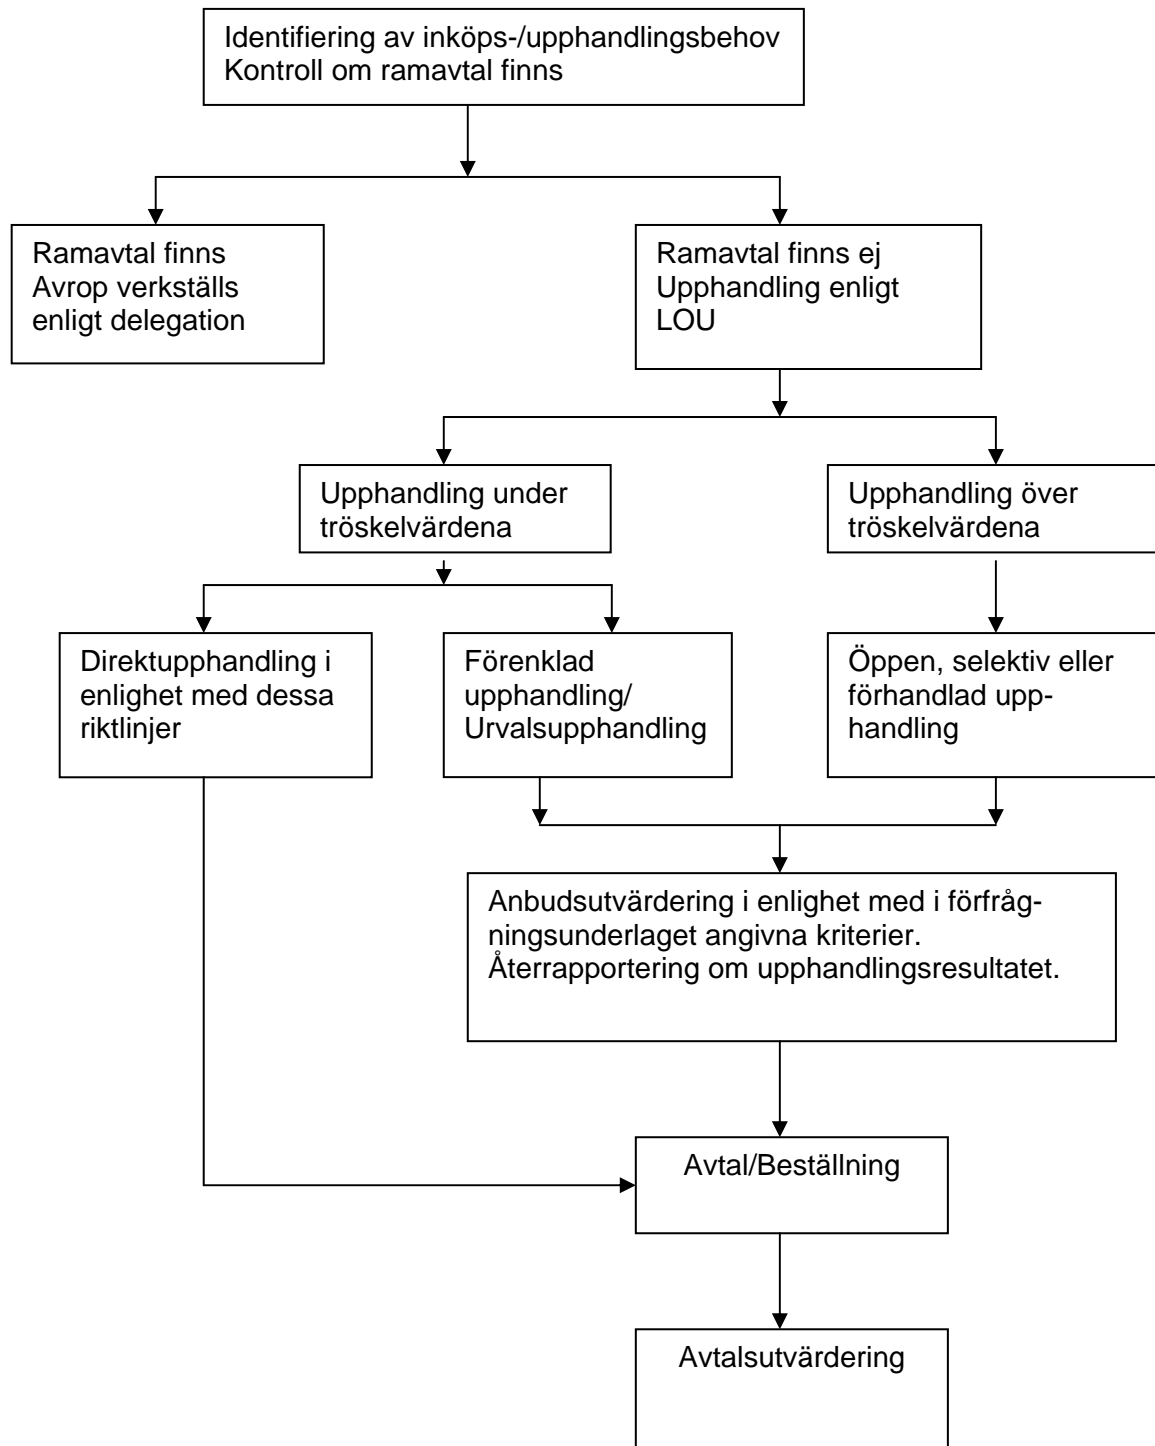 Identifiering av inköps-/upphandlingsbehov
Kontroll om ramavtal finns
Ramavtal finns
Avrop verkställs
enligt delegation
Ramavtal finns ej
Upphandling enligt
LOU
Upphandling under
tröskelvärdena
Upphandling över
tröskelvärdena
Direktupphandling i
enlighet med dessa
riktlinjer
Förenklad
upphandling/
Urvalsupphandling
Öppen, selektiv eller
förhandlad upp-
handling
Anbudsutvärdering i enlighet med i förfråg-
ningsunderlaget angivna kriterier.
Återrapportering om upphandlingsresultatet.
Avtal/Beställning
Avtalsutvärdering